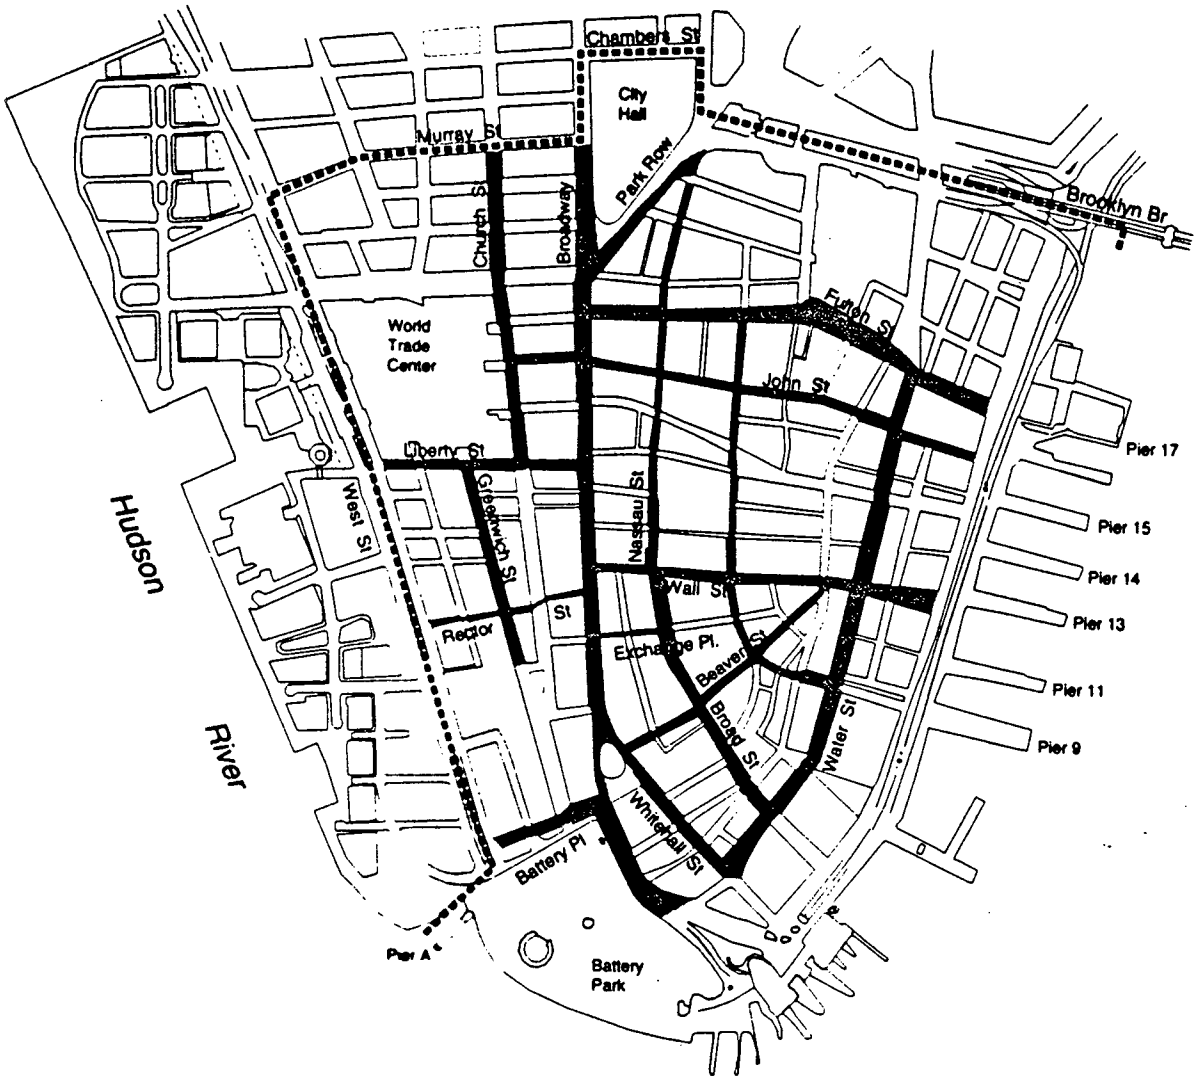 Chambers St
City
Hall
Murray St
Park Row
Church St
Broadway
Brooklyn Br
World
Trade
Center
Fulton St
John St
Liberty St
Greenwich St
West St
Nassau St
Wall St
Rector St
Exchange Pl.
Beaver St
Broad St
Water St
Whitehall St
Battery Pl
Pier A
Battery
Park
Hudson
River
Pier 17
Pier 15
Pier 14
Pier 13
Pier 11
Pier 9